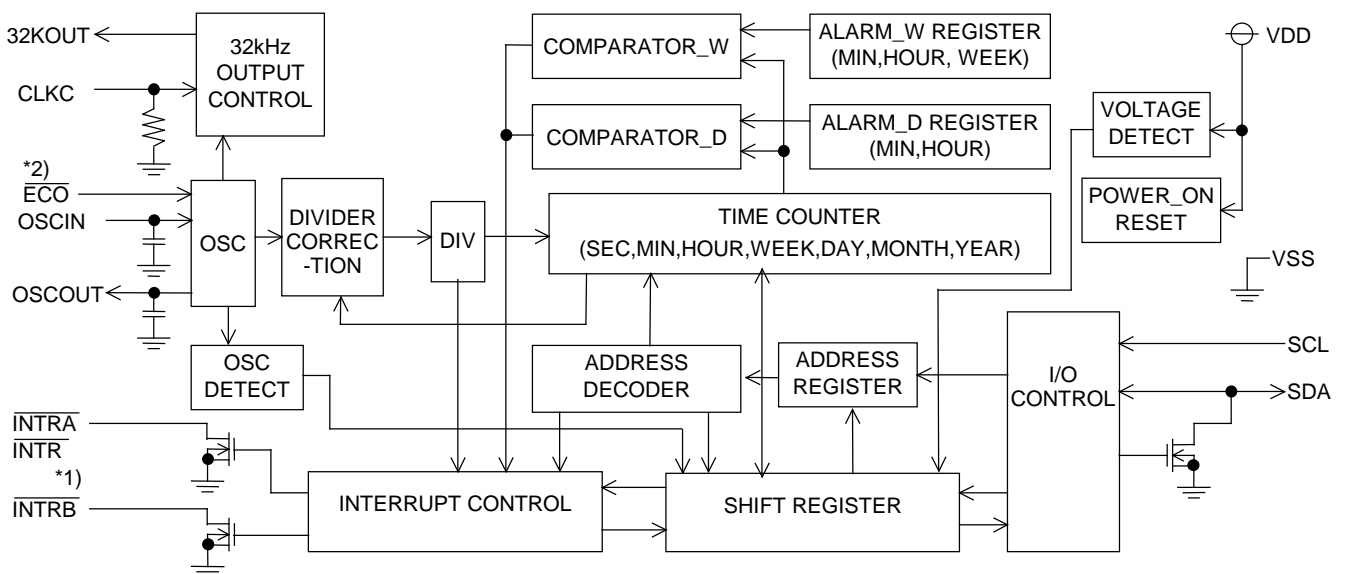 32KOUT
CLKC
*2)
ECO
OSCIN
OSCOUT
32kHz
OUTPUT
CONTROL
OSC
DIVIDER
CORREC
-TION
DIV
OSC
DETECT
COMPARATOR_W
COMPARATOR_D
ALARM_W REGISTER
(MIN,HOUR, WEEK)
ALARM_D REGISTER
(MIN,HOUR)
TIME COUNTER
(SEC,MIN,HOUR,WEEK,DAY,MONTH,YEAR)
VDD
VOLTAGE
DETECT
POWER_ON
RESET
VSS
ADDRESS
DECODER
ADDRESS
REGISTER
I/O
CONTROL
SCL
SDA
INTRA
INTR
*1)
INTRB
INTERRUPT CONTROL
SHIFT REGISTER